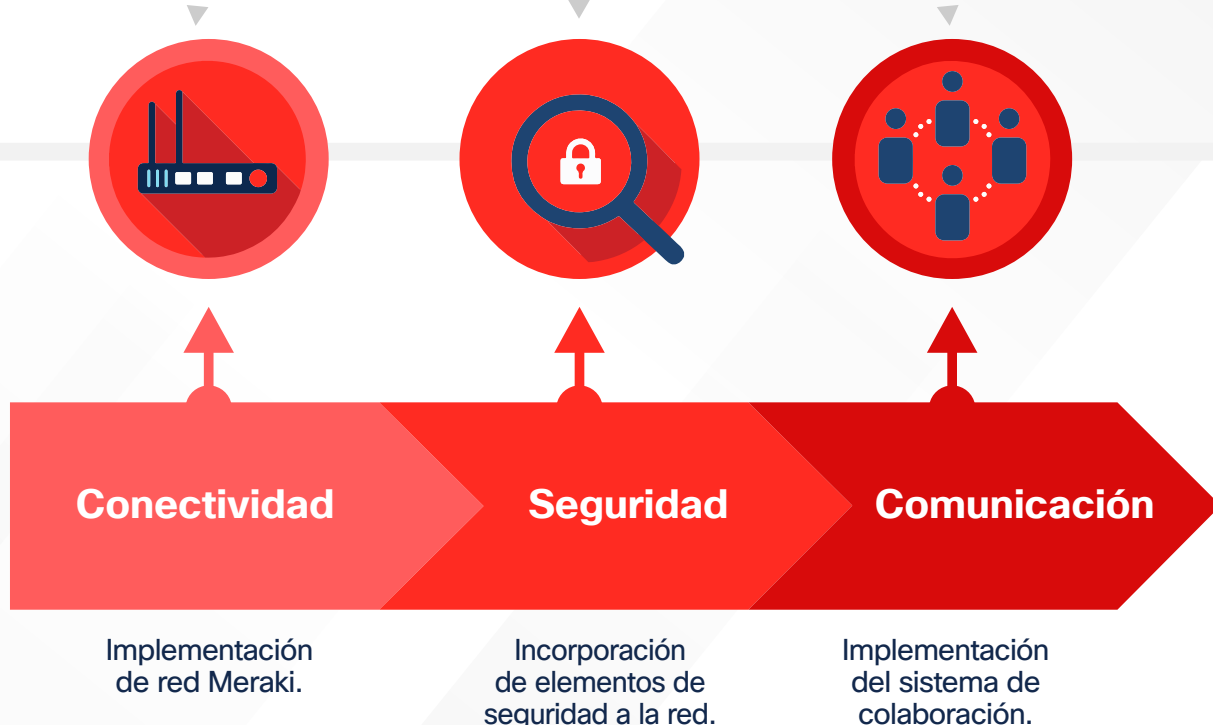 Conectividad
Seguridad
Comunicación
Implementación
de red Meraki.
Incorporación
de elementos de
seguridad a la red.
Implementación
del sistema de
colaboración.